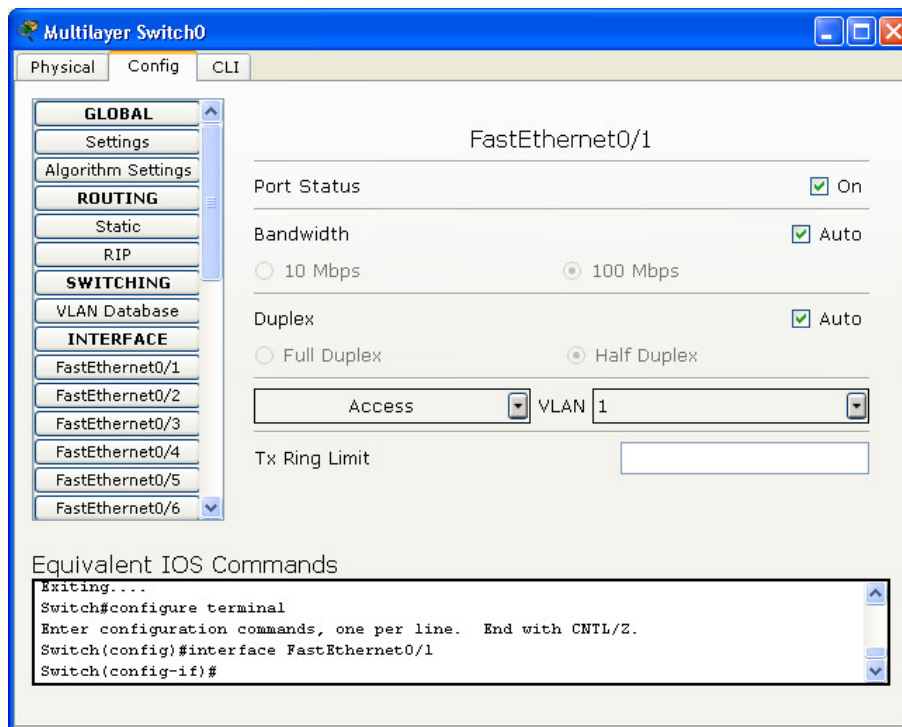 Multilayer Switch0
Physical Config CLI
GLOBAL
Settings
Algorithm Settings
ROUTING
Static
RIP
SWITCHING
VLAN Database
INTERFACE
FastEthernet0/1
FastEthernet0/2
FastEthernet0/3
FastEthernet0/4
FastEthernet0/5
FastEthernet0/6
FastEthernet0/1
Port Status On
Bandwidth Auto
10 Mbps 100 Mbps
Duplex Auto
Full Duplex Half Duplex
Access VLAN 1
Tx Ring Limit
Equivalent IOS Commands
Exiting....
Switch#configure terminal
Enter configuration commands, one per line.  End with CNTL/Z.
Switch(config)#interface FastEthernet0/1
Switch(config-if)#